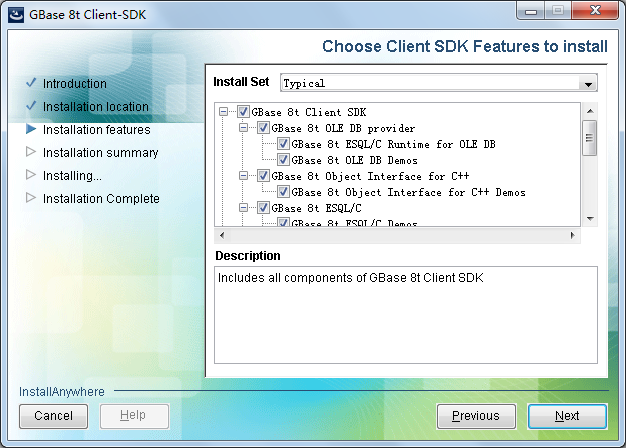 GBase 8t Client-SDK
Choose Client SDK Features to install
Introduction
Installation location
Installation features
Installation summary
Installing...
Installation Complete
Install Set
Typical
GBase 8t Client SDK
GBase 8t OLE DB provider
GBase 8t ESQL/C Runtime for OLE DB
GBase 8t OLE DB Demos
GBase 8t Object Interface for C++
GBase 8t Object Interface for C++ Demos
GBase 8t ESQL/C
GBase 8t ESQL/C Demos
Description
Includes all components of GBase 8t Client SDK
InstallAnywhere
Cancel
Help
Previous
Next